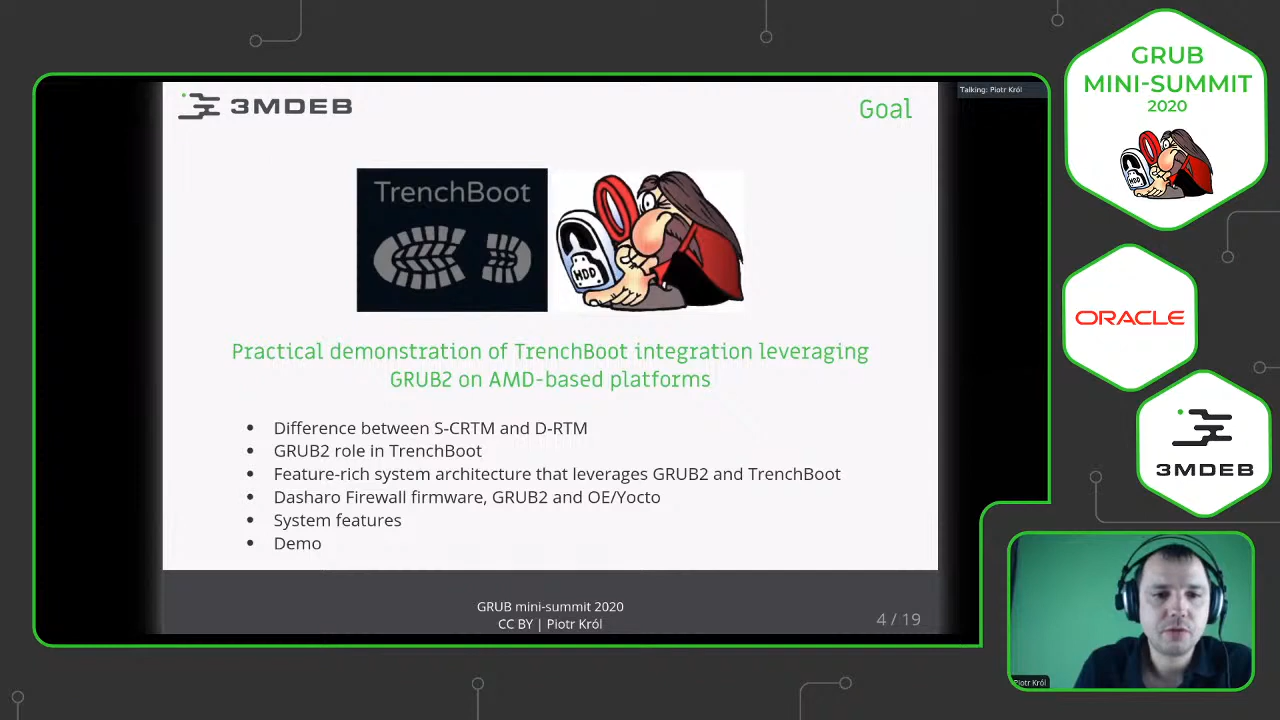 3MDEB
Goal
Talking: Piotr Król
TrenchBoot
HDD
Practical demonstration of TrenchBoot integration leveraging
GRUB2 on AMD-based platforms
• Difference between S-CRTM and D-RTM
• GRUB2 role in TrenchBoot
• Feature-rich system architecture that leverages GRUB2 and TrenchBoot
• Dasharo Firewall firmware, GRUB2 and OE/Yocto
• System features
• Demo
GRUB mini-summit 2020
CC BY | Piotr Król
4 / 19
GRUB
MINI-SUMMIT
2020
HDD
ORACLE
3MDEB
Piotr Król